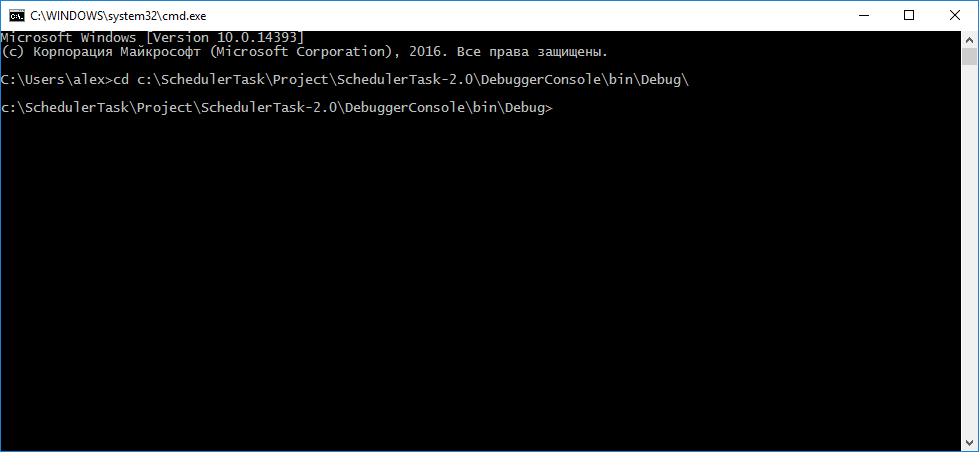 C:\WINDOWS\system32\cmd.exe
Microsoft Windows [Version 10.0.14393]
(c) Корпорация Майкрософт (Microsoft Corporation), 2016. Все права защищены.
C:\Users\alex>cd c:\SchedulerTask\Project\SchedulerTask-2.0\DebuggerConsole\bin\Debug\
c:\SchedulerTask\Project\SchedulerTask-2.0\DebuggerConsole\bin\Debug>